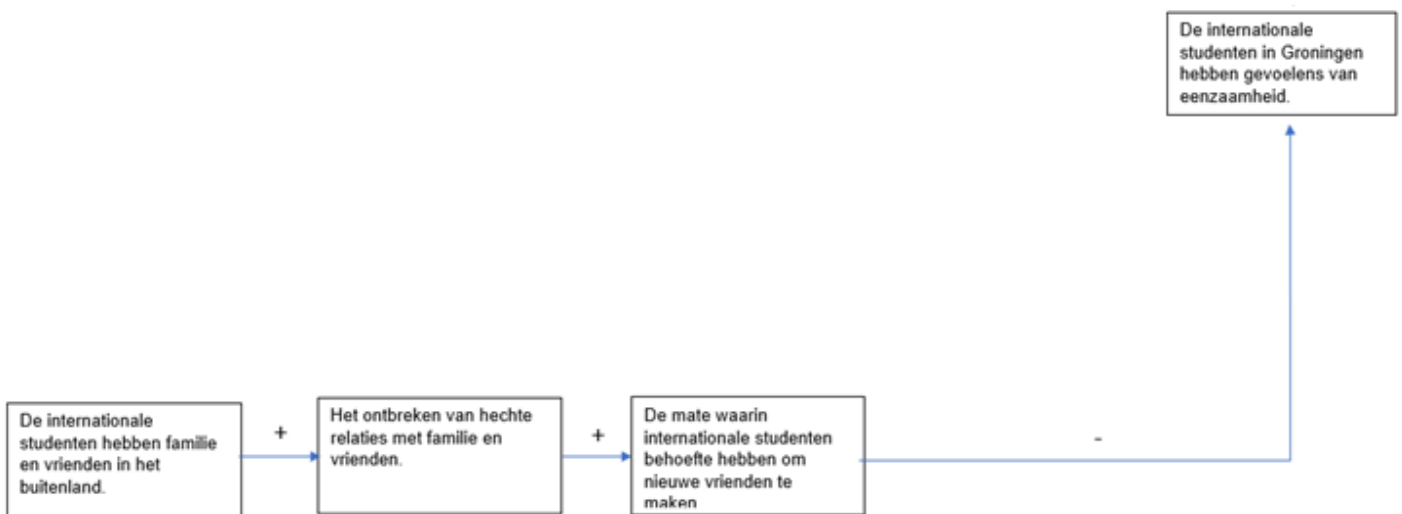 De internationale
studenten in Groningen
hebben gevoelens van
eenzaamheid.
De internationale
studenten hebben familie
en vrienden in het
buitenland.
+
Het ontbreken van hechte
relaties met familie en
vrienden.
+
De mate waarin
internationale studenten
behoefte hebben om
nieuwe vrienden te
maken
-